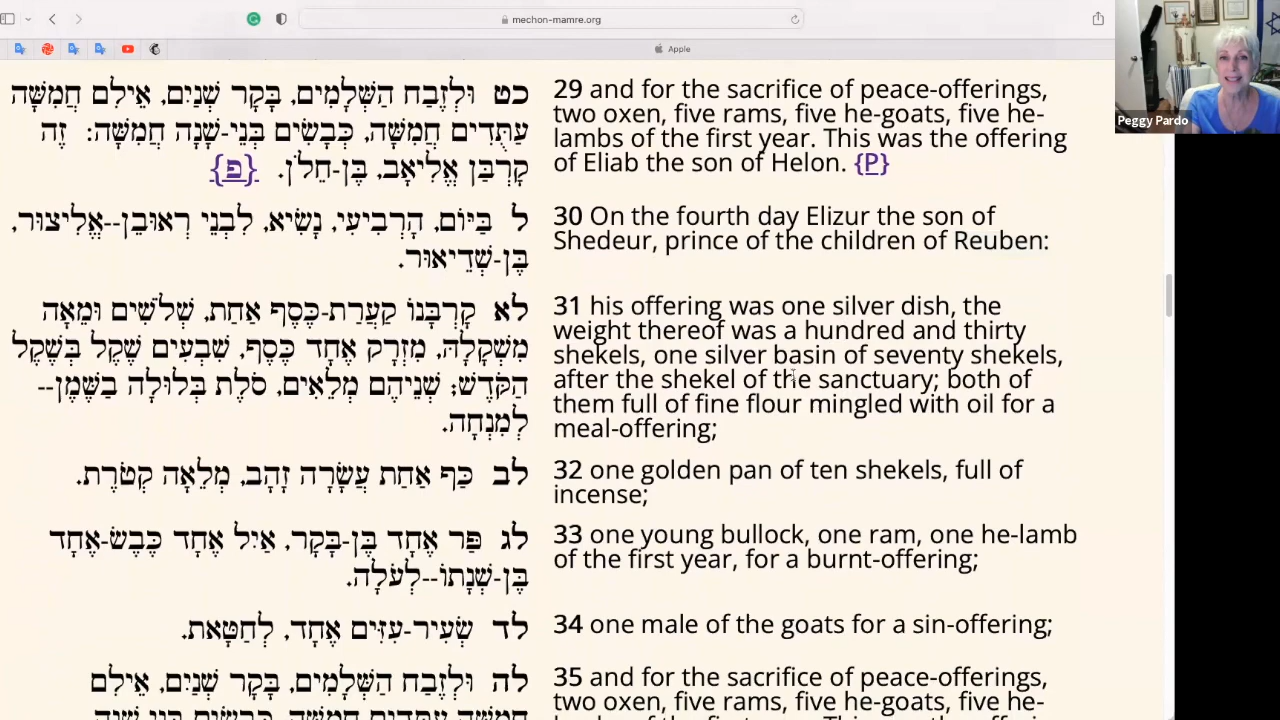 mechon-mamre.org
Apple
כט וּלְזֶבַח הַשְּׁלָמִים, בָּקָר שְׁנַיִם, אֵילִם חֲמִשָּׁה
עַתֻּדִים חֲמִשָּׁה, כְּבָשִׂים בְּנֵי-שָׁנָה חֲמִשָּׁה: זֶה
קָרְבַּן אֱלִיאָב, בֶּן-חֵלֹן. {פ}
29 and for the sacrifice of peace-offerings,
two oxen, five rams, five he-goats, five he-
lambs of the first year. This was the offering
of Eliab the son of Helon. {P}
ל בַּיּוֹם, הָרְבִיעִי, נָשִׂיא, לִבְנֵי רְאוּבֵן--אֱלִיצוּר,
בֶּן-שְׁדֵיאוּר.
30 On the fourth day Elizur the son of
Shedeur, prince of the children of Reuben:
לא קָרְבָּנוֹ קַעֲרַת-כֶּסֶף אַחַת, שְׁלֹשִׁים וּמֵאָה
מִשְׁקָלָהּ, מִזְרָק אֶחָד כֶּסֶף, שִׁבְעִים שֶׁקֶל בְּשֶׁקֶל
הַקֹּדֶשׁ; שְׁנֵיהֶם מְלֵאִים, סֹלֶת בְּלוּלָה בַשֶּׁמֶן--
לְמִנְחָה.
31 his offering was one silver dish, the
weight thereof was a hundred and thirty
shekels, one silver basin of seventy shekels,
after the shekel of the sanctuary; both of
them full of fine flour mingled with oil for a
meal-offering;
לב כַּף אַחַת עֲשָׂרָה זָהָב, מְלֵאָה קְטֹרֶת.
32 one golden pan of ten shekels, full of
incense;
לג פַּר אֶחָד בֶּן-בָּקָר, אַיִל אֶחָד כֶּבֶשׂ-אֶחָד
בֶּן-שְׁנָתוֹ--לְעֹלָה.
33 one young bullock, one ram, one he-lamb
of the first year, for a burnt-offering;
לד שְׂעִיר-עִזִּים אֶחָד, לְחַטָּאת.
34 one male of the goats for a sin-offering;
לה וּלְזֶבַח הַשְּׁלָמִים, בָּקָר שְׁנַיִם, אֵילִם
35 and for the sacrifice of peace-offerings,
two oxen, five rams, five he-goats, five he-
Peggy Pardo